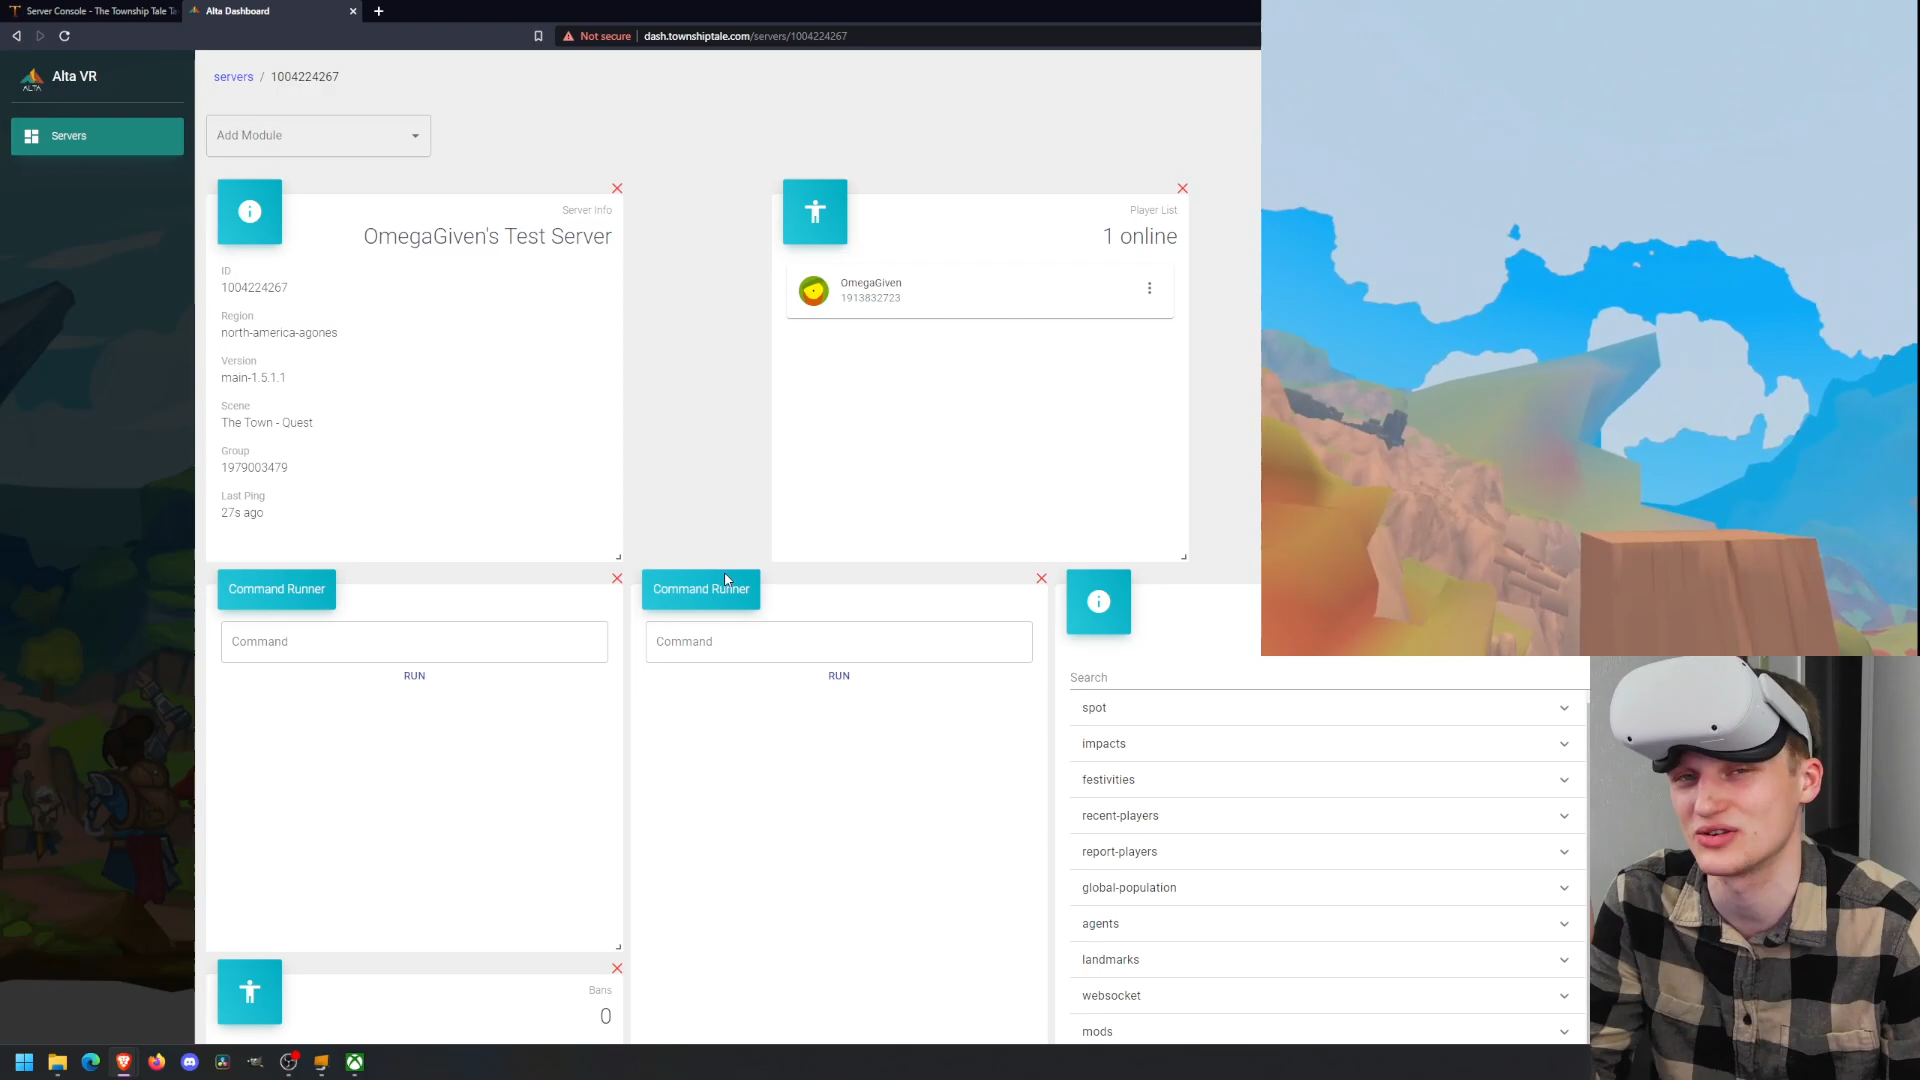 Server Console - The Township Tale Ta
Alta Dashboard
Not secure
dash.townshiptale.com/servers/1004224267
ALTA
Alta VR
Servers
servers / 1004224267
Add Module
Server Info
OmegaGiven's Test Server
ID
1004224267
Region
north-america-agones
Version
main-1.5.1.1
Scene
The Town - Quest
Group
1979003479
Last Ping
27s ago
Player List
1 online
OmegaGiven
1913832723
Command Runner
Command
RUN
Command Runner
Command
RUN
Search
spot
impacts
festivities
recent-players
report-players
global-population
agents
landmarks
websocket
mods
Bans
0